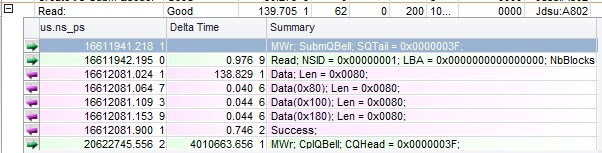 Read: Good 139.705 1 62 0 200 10... 0000 Jdsu:A802
us.ns_ps Delta Time Summary
16611941.218 1 MWr; SubmQBell; SQTail = 0x0000003F;
16611942.195 0 0.976 9 Read; NSID = 0x00000001; LBA = 0x0000000000000000; NbBlocks
16612081.024 1 138.829 1 Data; Len = 0x0080;
16612081.064 7 0.040 6 Data(0x80) Len = 0x0080;
16612081.108 3 0.044 6 Data(0x100) Len = 0x0080;
16612081.153 9 0.044 6 Data(0x180) Len = 0x0080;
16612081.900 1 0.746 2 Success;
20622745.556 2 4010663.656 1 MWr; CplQBell; CQHead = 0x0000003F;